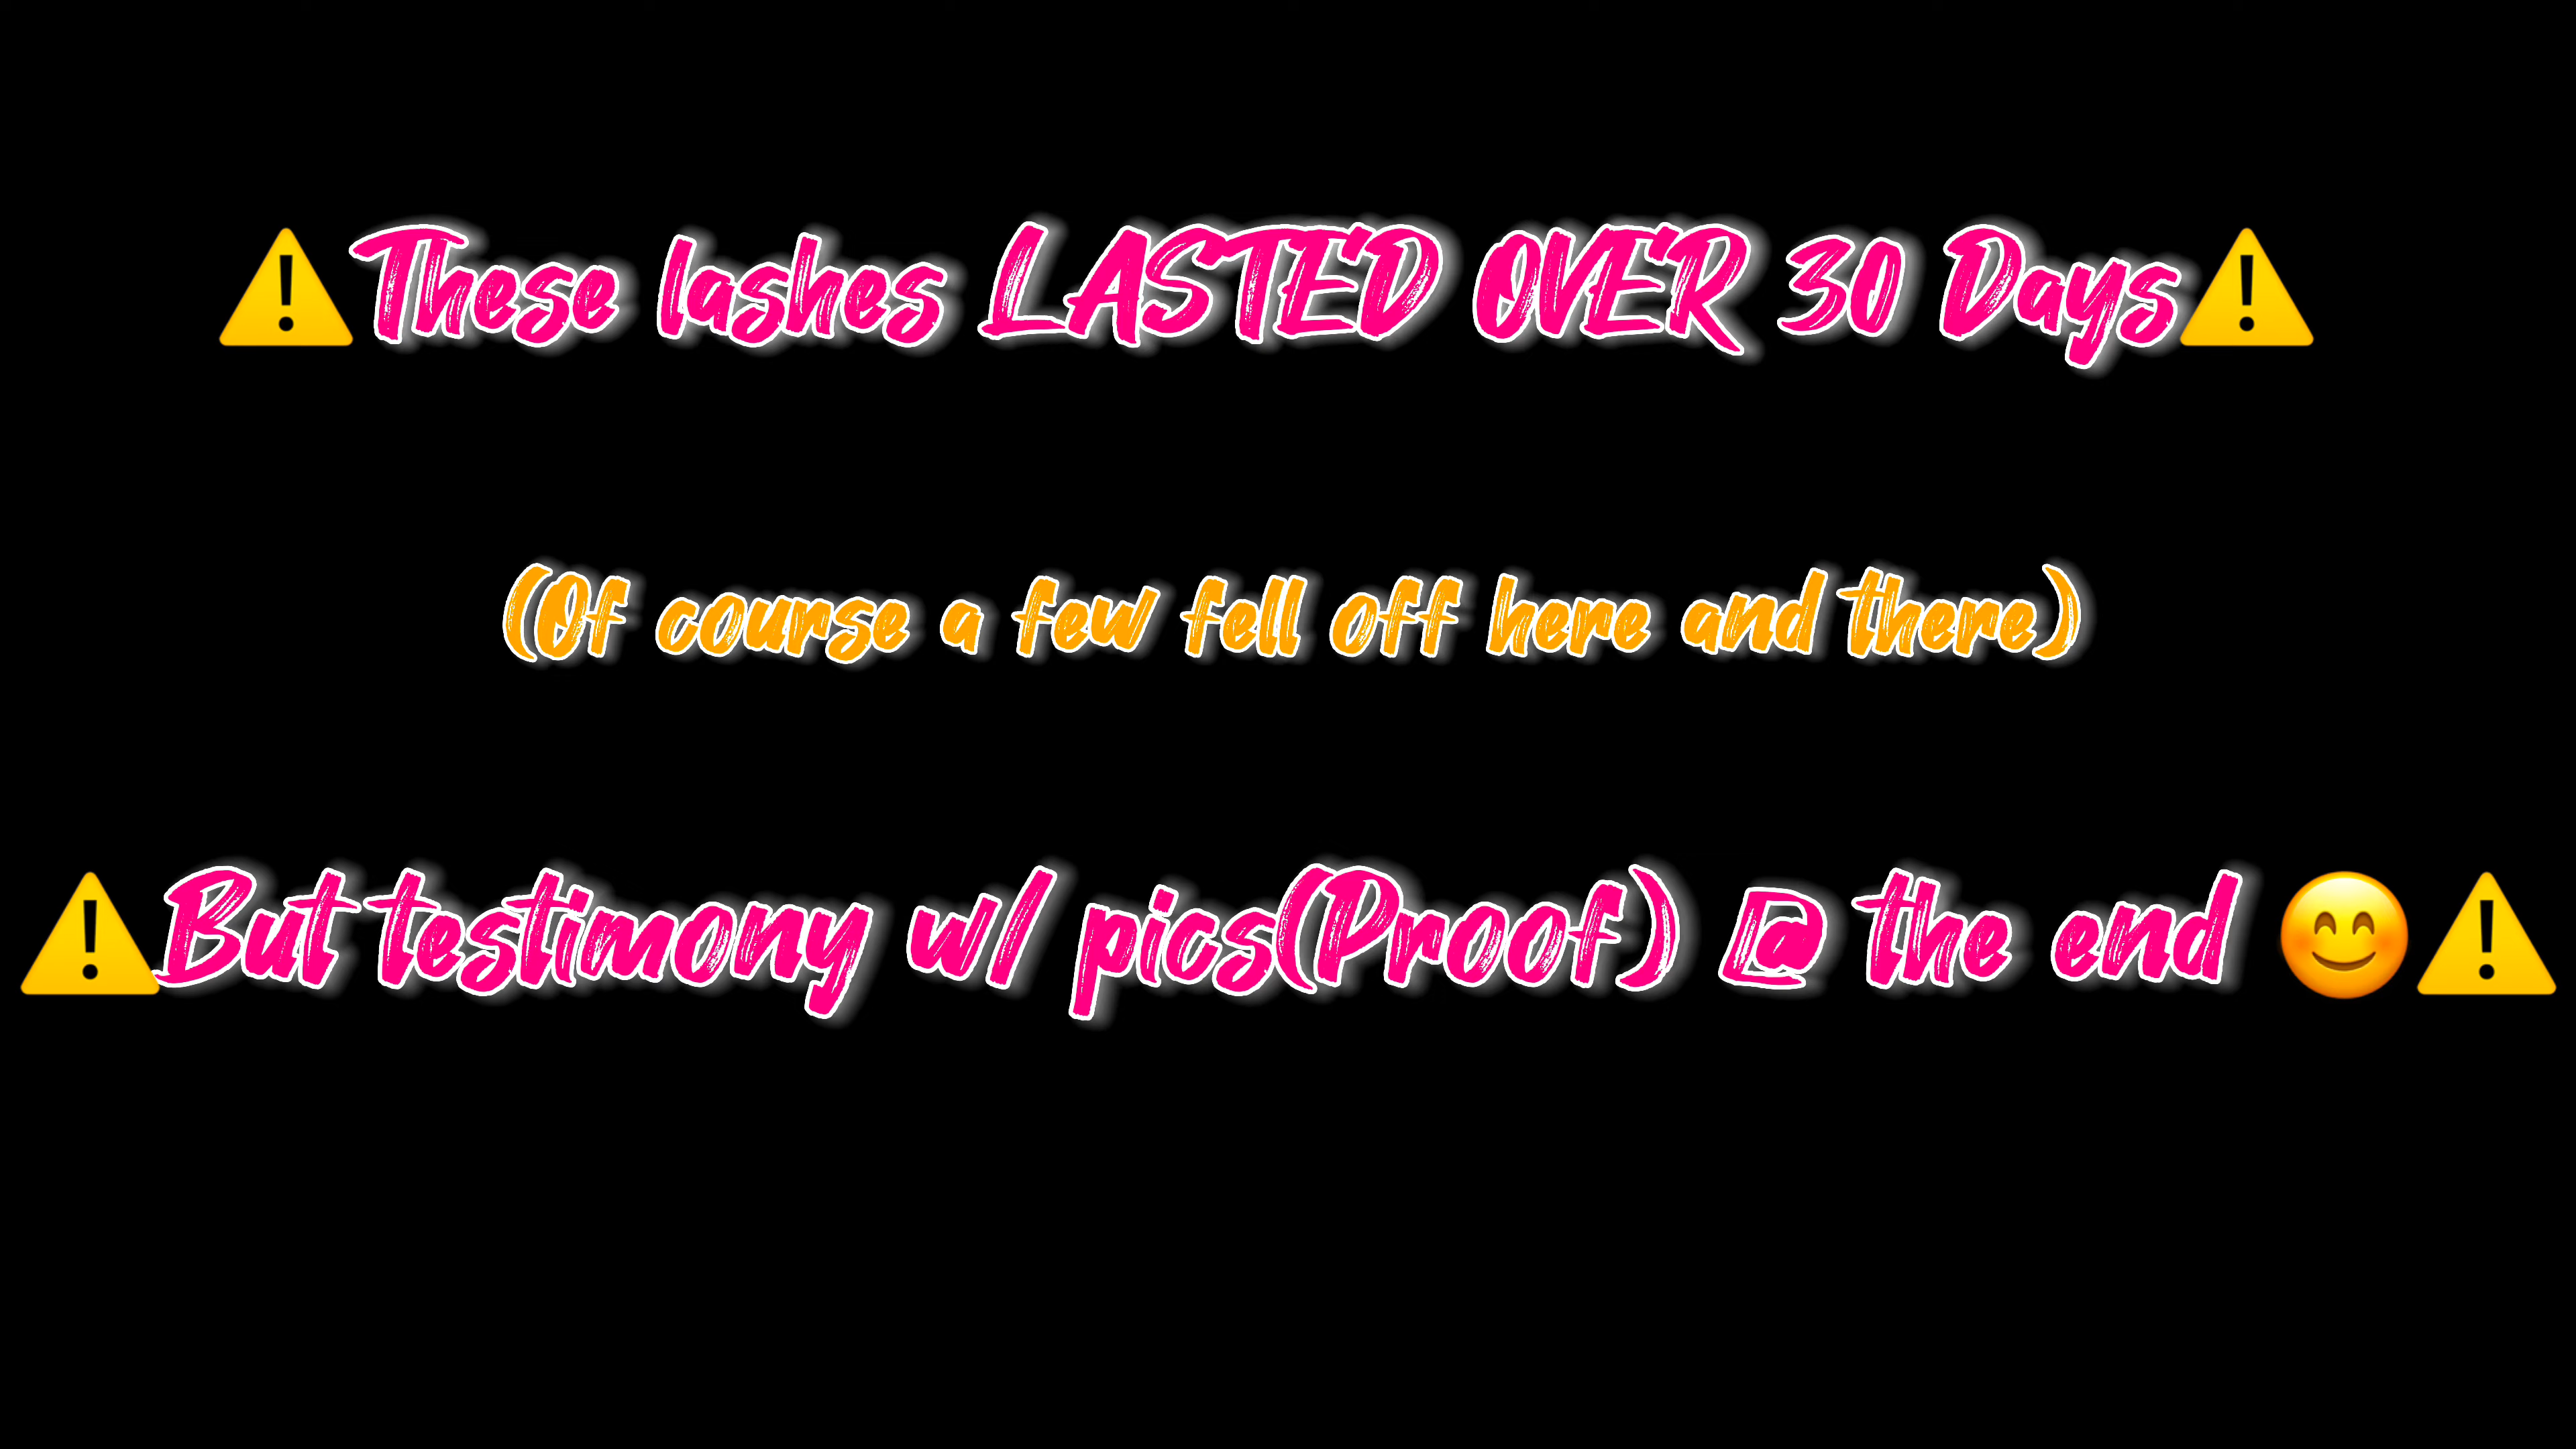 ⚠️These lashes LASTED OVER 30 Days⚠️
(Of course a few fell off here and there)
⚠️But testimony w/ pics(Proof) @ the end 😊⚠️